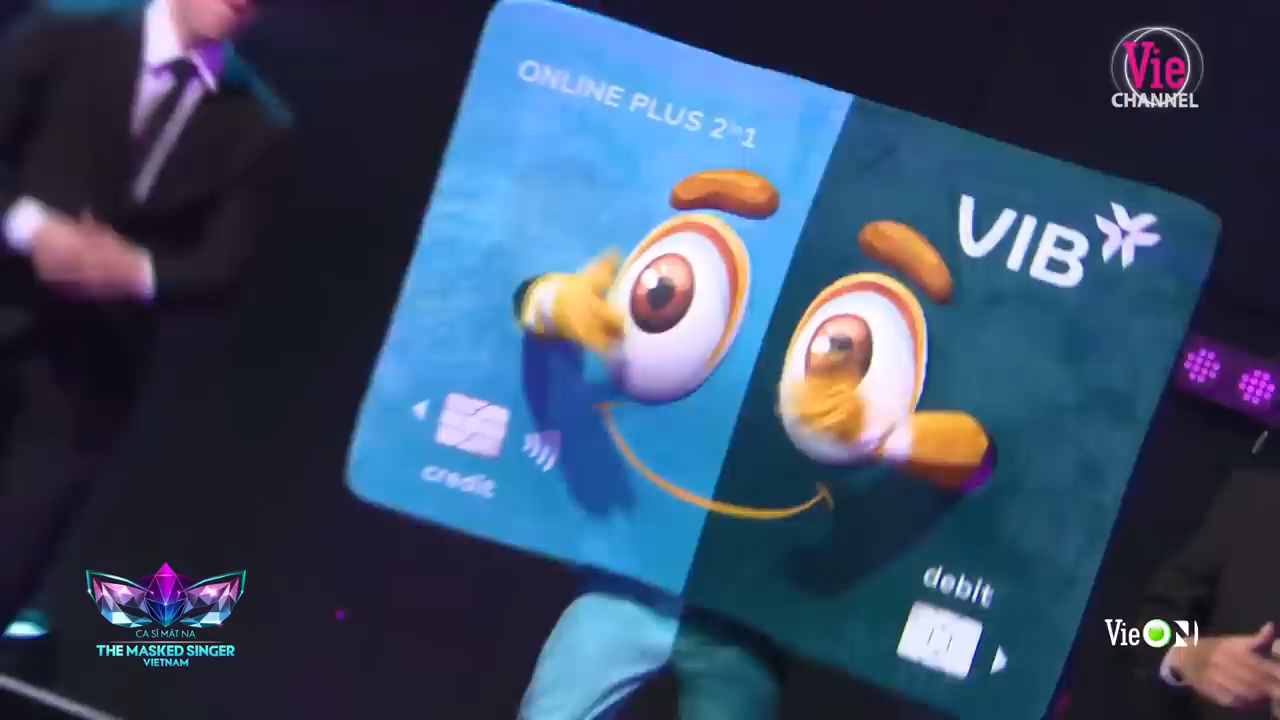 Vie
CHANNEL
ONLINE PLUS 2in1
VIB
credit
debit
CA SĨ MẶT NẠ
THE MASKED SINGER
VIETNAM
VieON